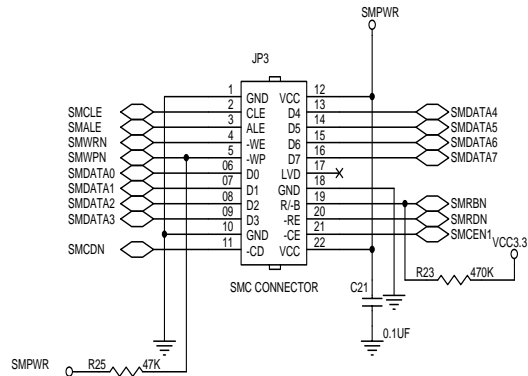 SMPWR
JP3
1 GND VCC 12
SMCLE 2 CLE D4 13 SMDATA4
SMALE 3 ALE D5 14 SMDATA5
SMWRN 4 -WE D6 15 SMDATA6
SMWPN 5 -WP D7 16 SMDATA7
SMDATA0 06 D0 LVD 17
SMDATA1 07 D1 GND 18
SMDATA2 08 D2 R/-B 19 SMRBN
SMDATA3 09 D3 -RE 20 SMRDN
10 GND -CE 21 SMCEN1
SMCDN 11 -CD VCC 22
VCC3.3
R23 470K
SMC CONNECTOR
C21
0.1UF
SMPWR R25 47K